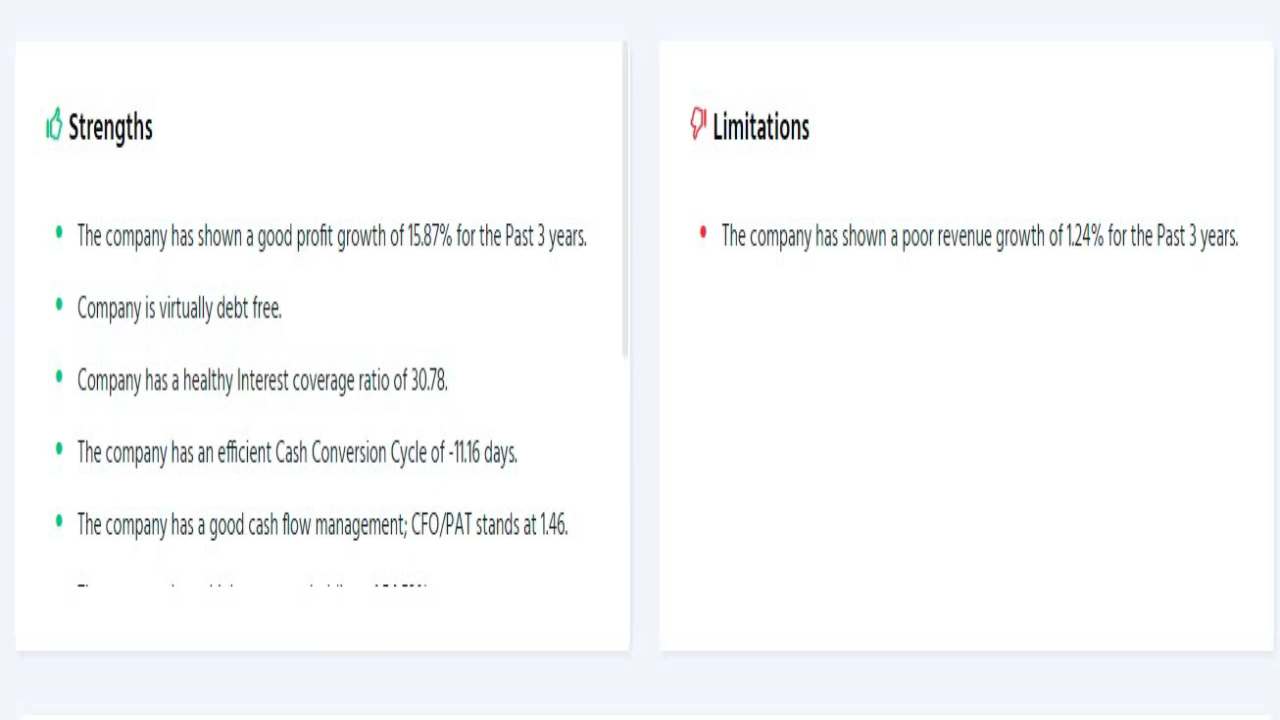 Strengths
The company has shown a good profit growth of 15.87% for the Past 3 years.
Company is virtually debt free.
Company has a healthy Interest coverage ratio of 30.78.
The company has an efficient Cash Conversion Cycle of -11.16 days.
The company has a good cash flow management; CFO/PAT stands at 1.46.
Limitations
The company has shown a poor revenue growth of 1.24% for the Past 3 years.